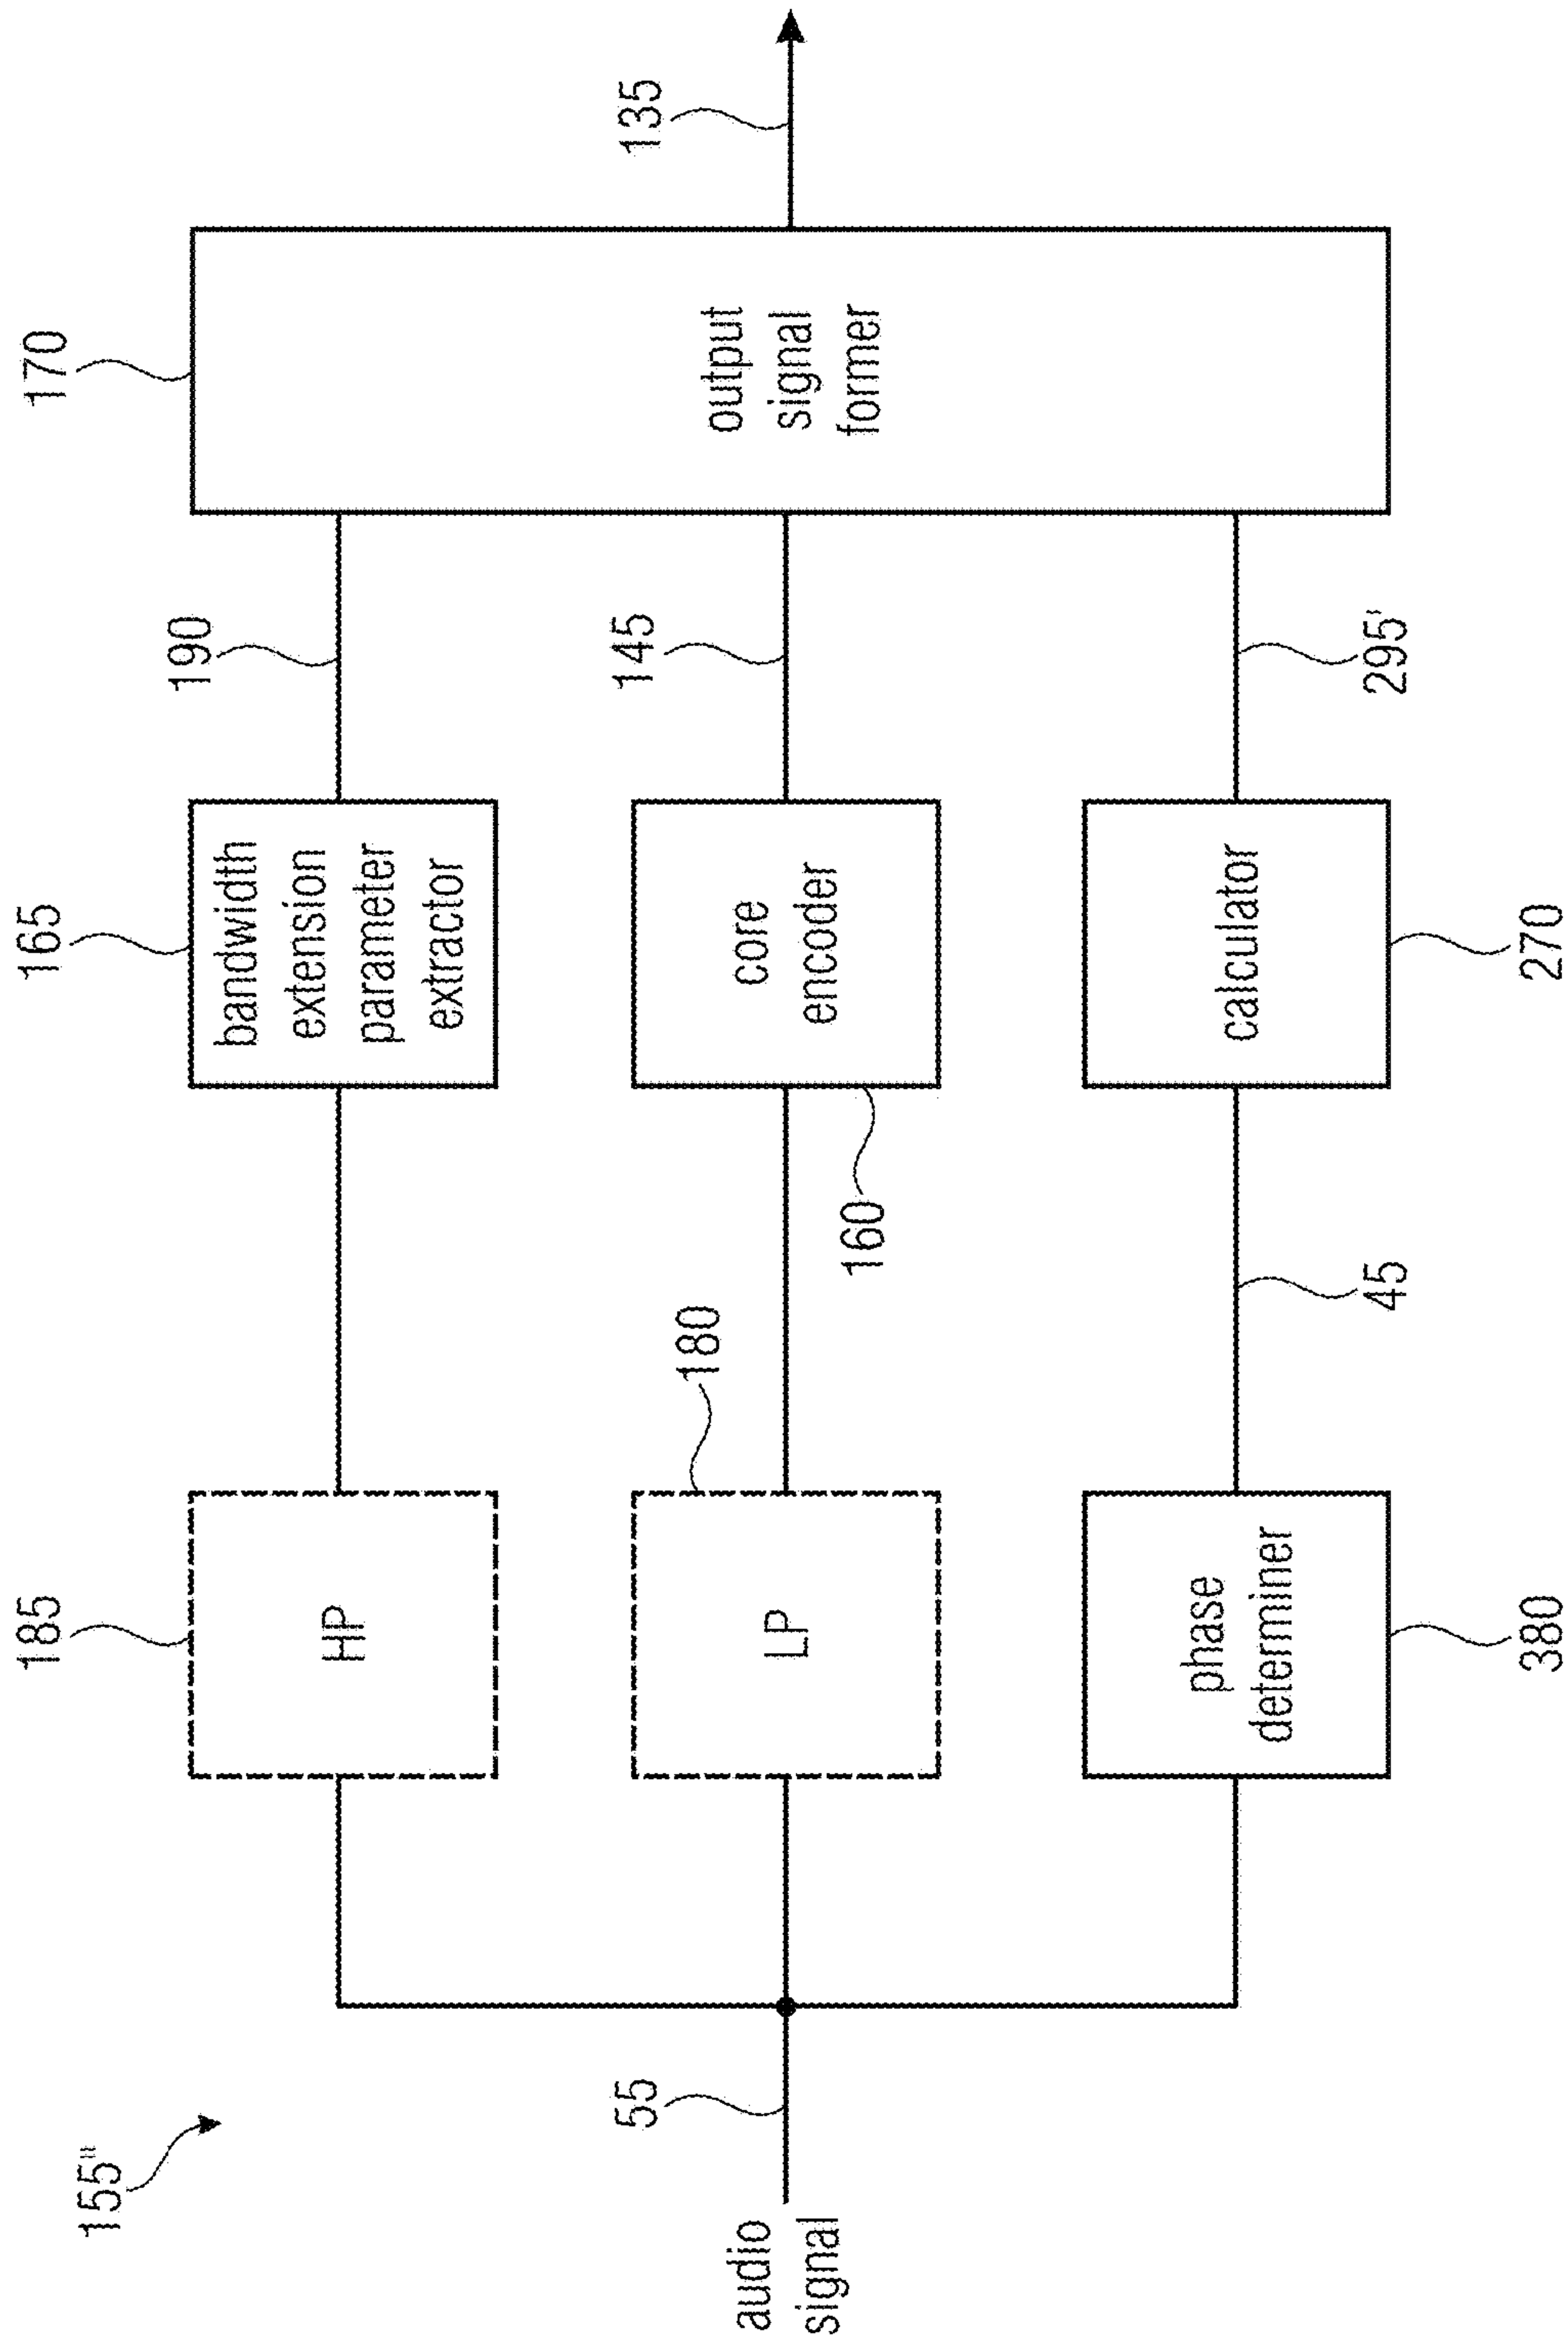 155"
audio
signal
55
185
HP
180
LP
phase
determiner
380
45
165
bandwidth
extension
parameter
extractor
core
encoder
160
calculator
270
190
145
295'
170
output
signal
former
135